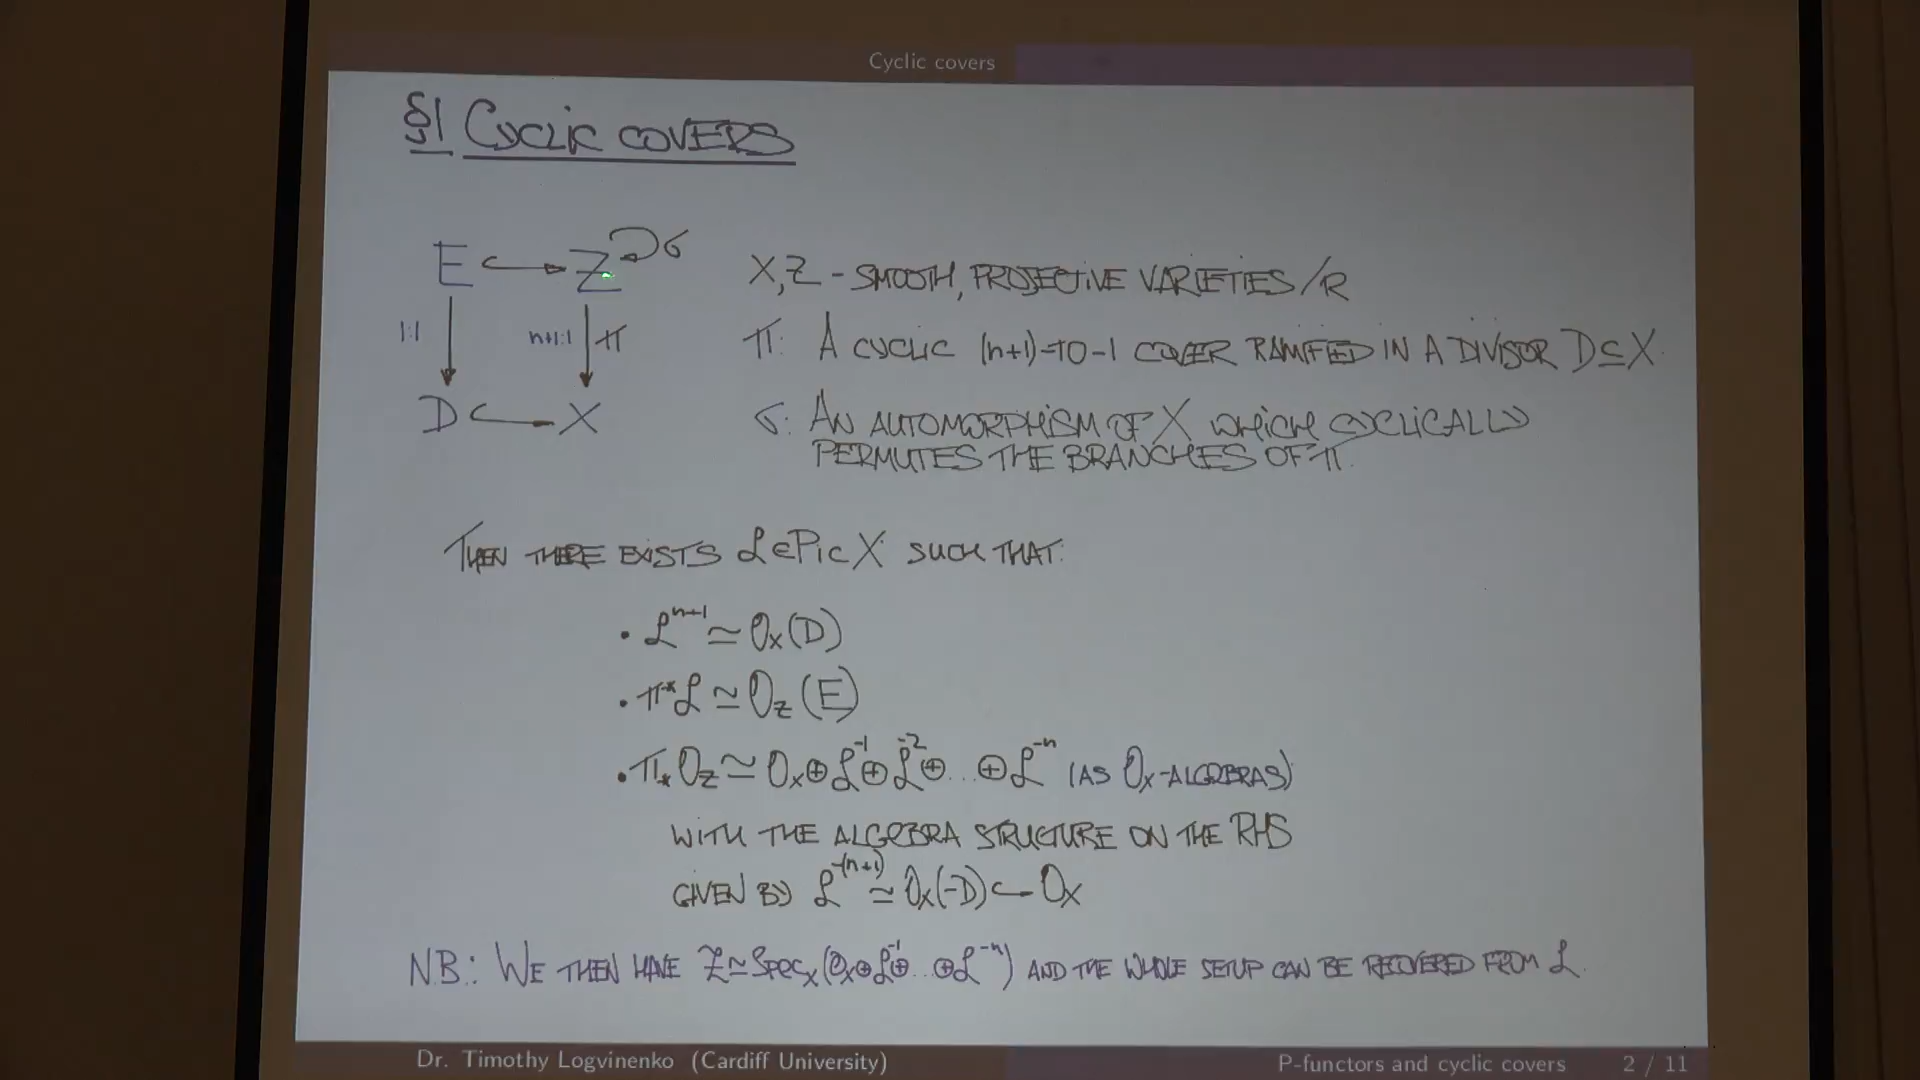 Cyclic covers
§1 CYCLIC COVERS
E ↪ Z σ
1:1 n+1:1 π
D ↪ X
X, Z - SMOOTH, PROJECTIVE VARIETIES /k
π: A CYCLIC (n+1)-TO-1 COVER RAMIFIED IN A DIVISOR D ⊆ X.
σ: AN AUTOMORPHISM OF X WHICH CYCLICALLY
PERMUTES THE BRANCHES OF π.
THEN THERE EXISTS ℒ ∈ Pic X SUCH THAT:
• ℒⁿ⁺¹ ≃ O_X(D)
• π*ℒ ≃ O_Z(E)
• π_* O_Z ≃ O_X ⊕ ℒ⁻¹ ⊕ ℒ⁻² ⊕ ... ⊕ ℒ⁻ⁿ (AS O_X-ALGEBRAS)
WITH THE ALGEBRA STRUCTURE ON THE RHS
GIVEN BY ℒ^{-(n+1)} ≃ O_X(-D) ↪ O_X
N.B.: WE THEN HAVE Z ≃ Spec_X(O_X ⊕ ℒ⁻¹ ⊕ ... ⊕ ℒ⁻ⁿ) AND THE WHOLE SETUP CAN BE RECOVERED FROM ℒ.
Dr. Timothy Logvinenko (Cardiff University) P-functors and cyclic covers 2 / 11